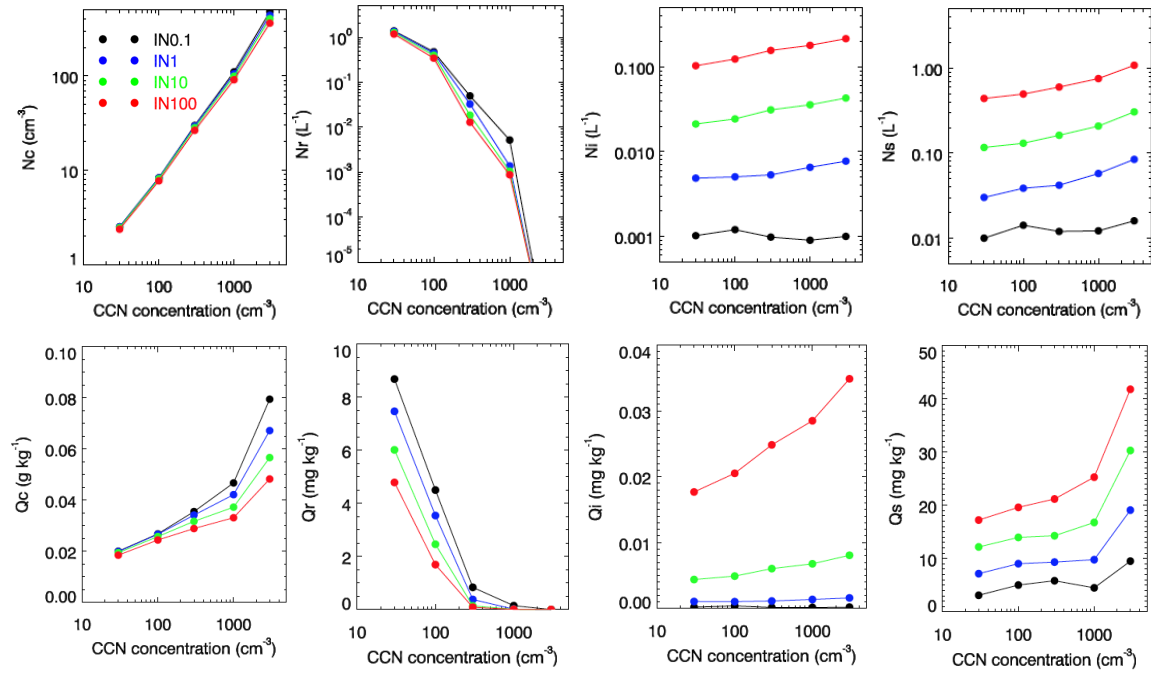 IN0.1
IN1
IN10
IN100
100
10
1
Nc (cm⁻³)
10 100 1000
CCN concentration (cm⁻³)
10⁰
10⁻¹
10⁻²
10⁻³
10⁻⁴
10⁻⁵
Nr (L⁻¹)
10 100 1000
CCN concentration (cm⁻³)
0.100
0.010
0.001
Ni (L⁻¹)
10 100 1000
CCN concentration (cm⁻³)
1.00
0.10
0.01
Ns (L⁻¹)
10 100 1000
CCN concentration (cm⁻³)
0.10
0.08
0.06
0.04
0.02
0.00
Qc (g kg⁻¹)
10 100 1000
CCN concentration (cm⁻³)
10
8
6
4
2
0
Qr (mg kg⁻¹)
10 100 1000
CCN concentration (cm⁻³)
0.04
0.03
0.02
0.01
0.00
Qi (mg kg⁻¹)
10 100 1000
CCN concentration (cm⁻³)
50
40
30
20
10
0
Qs (mg kg⁻¹)
10 100 1000
CCN concentration (cm⁻³)